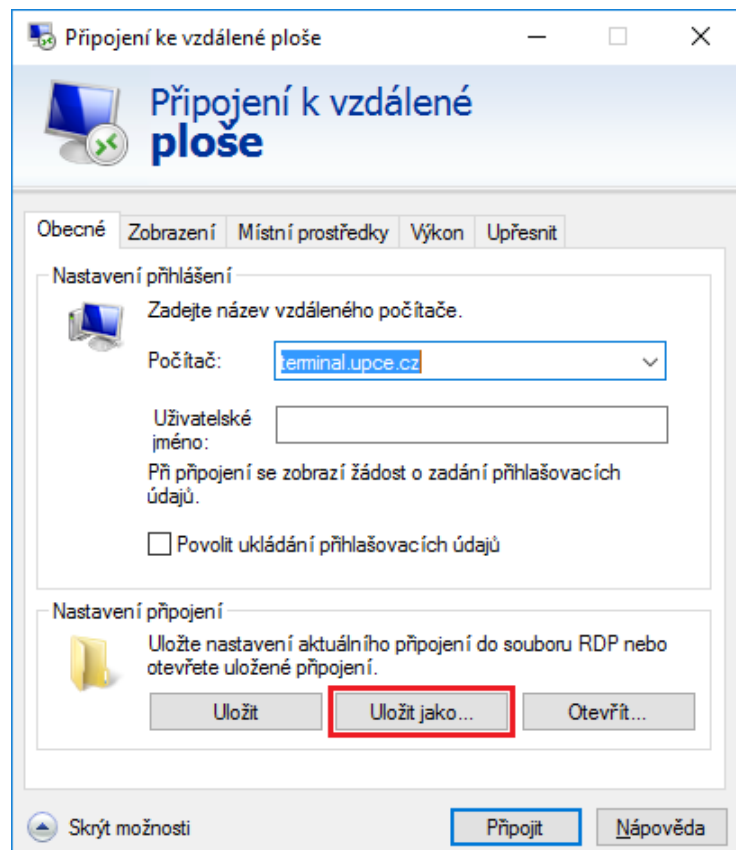 Připojení ke vzdálené ploše
Připojení k vzdálené
ploše
Obecné Zobrazení Místní prostředky Výkon Upřesnit
Nastavení přihlášení
Zadejte název vzdáleného počítače.
Počítač: terminal.upce.cz
Uživatelské
jméno:
Při připojení se zobrazí žádost o zadání přihlašovacích
údajů.
Povolit ukládání přihlašovacích údajů
Nastavení připojení
Uložte nastavení aktuálního připojení do souboru RDP nebo
otevřete uložené připojení.
Uložit Uložit jako... Otevřít...
Skrýt možnosti Připojit Nápověda